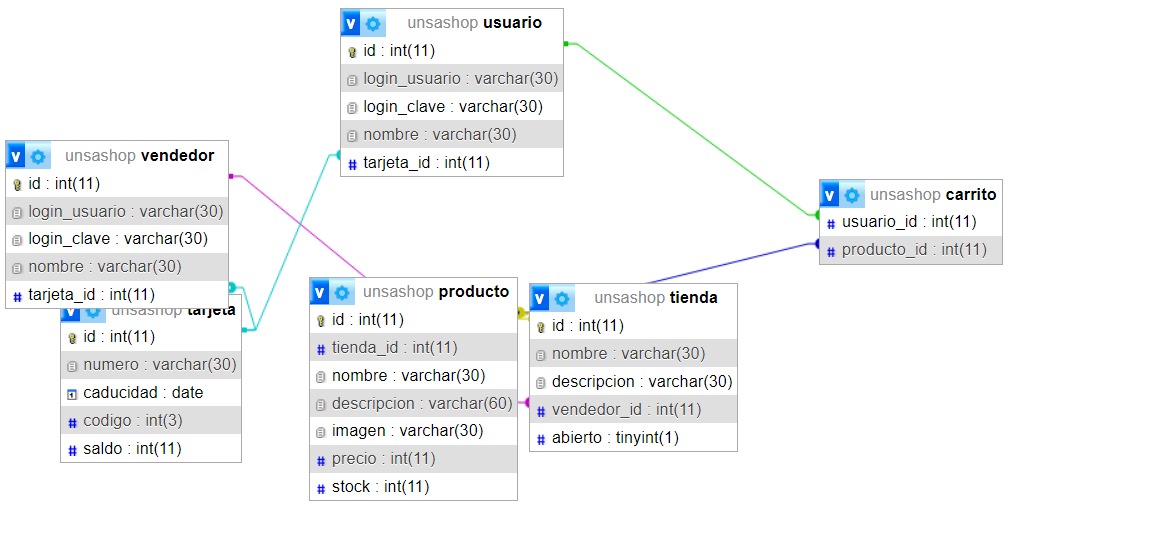 unsashop usuario
id : int(11)
login_usuario : varchar(30)
login_clave : varchar(30)
nombre : varchar(30)
tarjeta_id : int(11)
unsashop vendedor
id : int(11)
login_usuario : varchar(30)
login_clave : varchar(30)
nombre : varchar(30)
tarjeta_id : int(11)
unsashop tarjeta
id : int(11)
numero : varchar(30)
caducidad : date
codigo : int(3)
saldo : int(11)
unsashop producto
id : int(11)
tienda_id : int(11)
nombre : varchar(30)
descripcion : varchar(60)
imagen : varchar(30)
precio : int(11)
stock : int(11)
unsashop tienda
id : int(11)
nombre : varchar(30)
descripcion : varchar(30)
vendedor_id : int(11)
abierto : tinyint(1)
unsashop carrito
usuario_id : int(11)
producto_id : int(11)